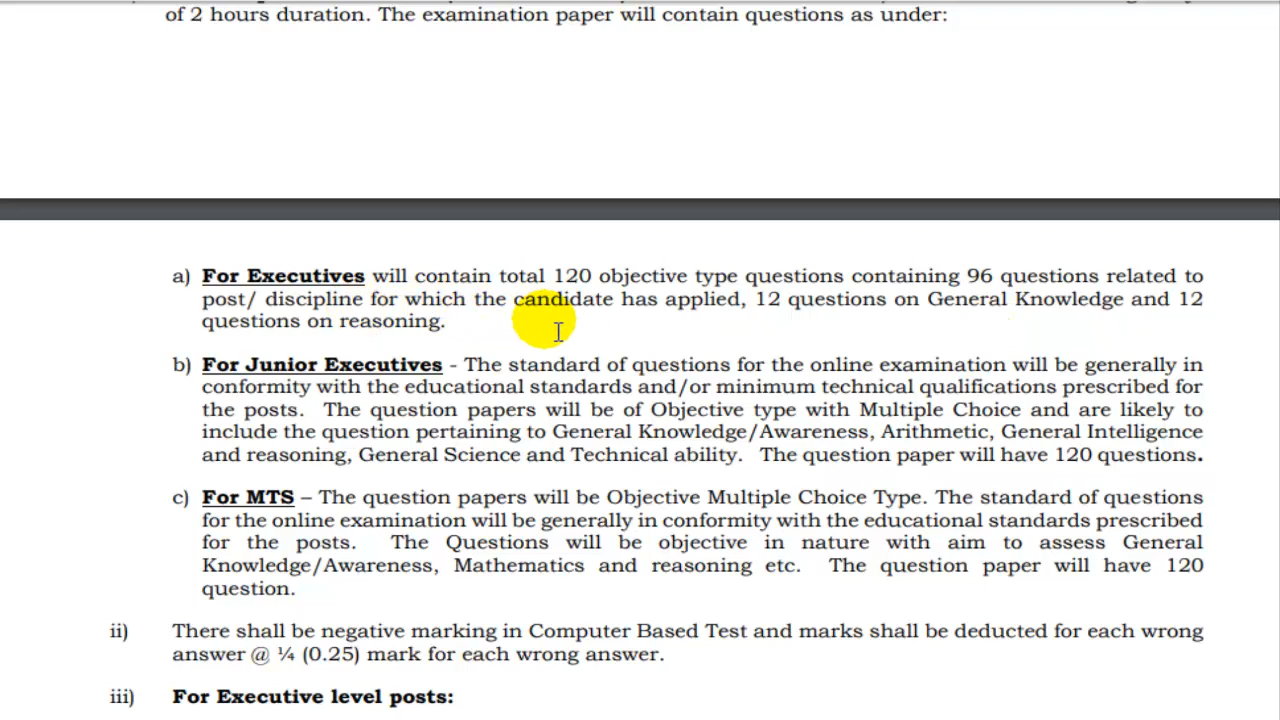 of 2 hours duration. The examination paper will contain questions as under:
a) For Executives will contain total 120 objective type questions containing 96 questions related to
post/ discipline for which the candidate has applied, 12 questions on General Knowledge and 12
questions on reasoning.
b) For Junior Executives - The standard of questions for the online examination will be generally in
conformity with the educational standards and/or minimum technical qualifications prescribed for
the posts. The question papers will be of Objective type with Multiple Choice and are likely to
include the question pertaining to General Knowledge/Awareness, Arithmetic, General Intelligence
and reasoning, General Science and Technical ability. The question paper will have 120 questions.
c) For MTS – The question papers will be Objective Multiple Choice Type. The standard of questions
for the online examination will be generally in conformity with the educational standards prescribed
for the posts. The Questions will be objective in nature with aim to assess General
Knowledge/Awareness, Mathematics and reasoning etc. The question paper will have 120
question.
ii) There shall be negative marking in Computer Based Test and marks shall be deducted for each wrong
answer @ ¼ (0.25) mark for each wrong answer.
iii) For Executive level posts: